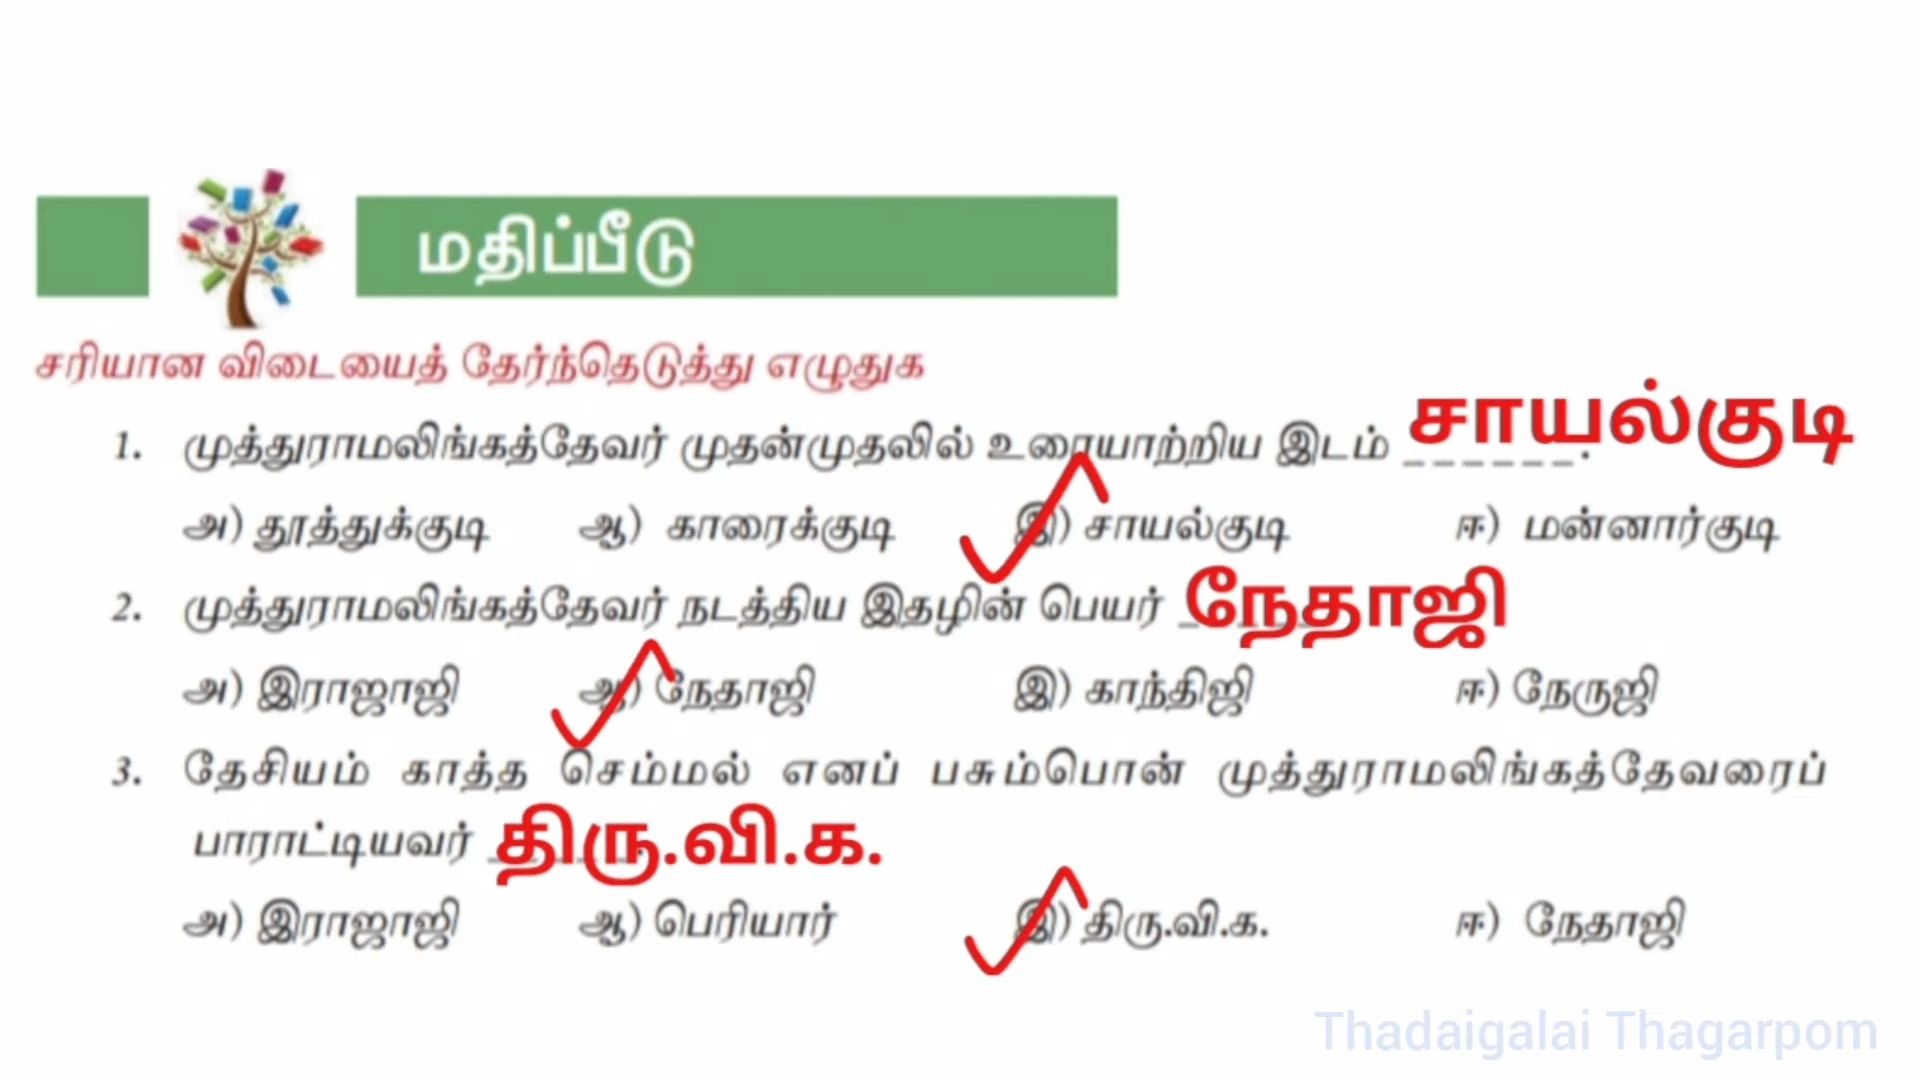 மதிப்பீடு
சரியான விடையைத் தேர்ந்தெடுத்து எழுதுக
1. முத்துராமலிங்கத்தேவர் முதன்முதலில் உரையாற்றிய இடம் ______. சாயல்குடி
அ) தூத்துக்குடி ஆ) காரைக்குடி இ) சாயல்குடி ஈ) மன்னார்குடி
2. முத்துராமலிங்கத்தேவர் நடத்திய இதழின் பெயர் நேதாஜி
அ) இராஜாஜி ஆ) நேதாஜி இ) காந்திஜி ஈ) நேருஜி
3. தேசியம் காத்த செம்மல் எனப் பசும்பொன் முத்துராமலிங்கத்தேவரைப்
பாராட்டியவர் திரு.வி.க.
அ) இராஜாஜி ஆ) பெரியார் இ) திரு.வி.க. ஈ) நேதாஜி
Thadaigalai Thagarpom